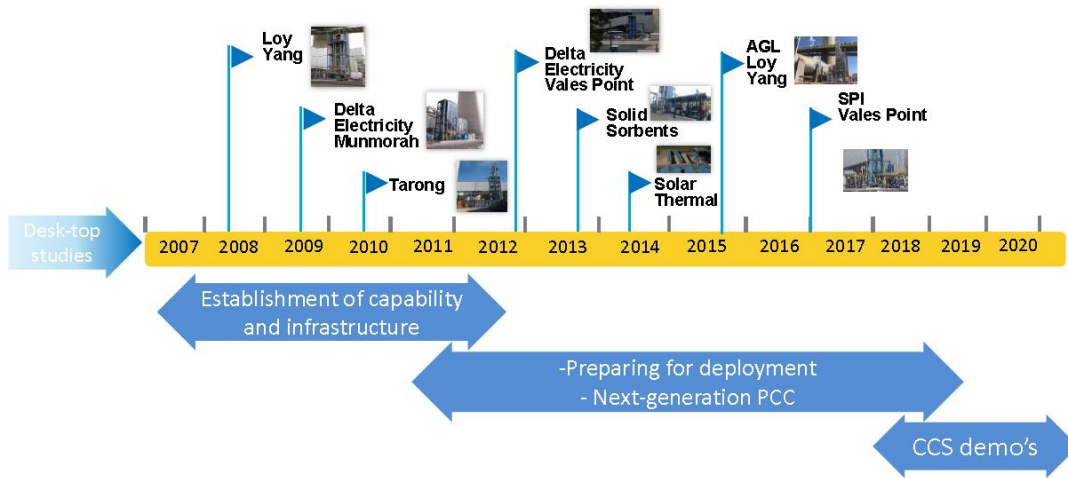 Loy
Yang
Delta
Electricity
Munmorah
Tarong
Delta
Electricity
Vales Point
Solid
Sorbents
Solar
Thermal
AGL
Loy
Yang
SPI
Vales Point
Desk-top
studies
2007 2008 2009 2010 2011 2012 2013 2014 2015 2016 2017 2018 2019 2020
Establishment of capability
and infrastructure
-Preparing for deployment
- Next-generation PCC
CCS demo's